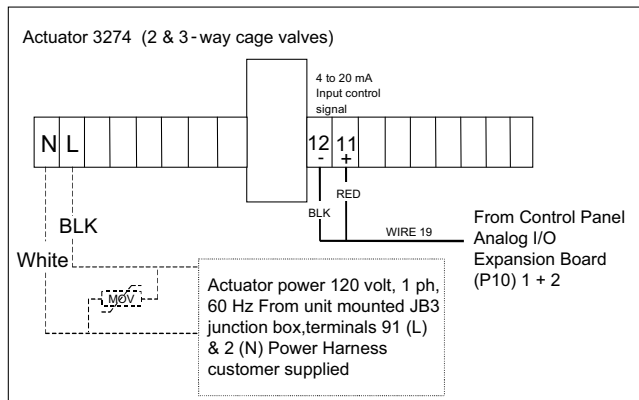 Actuator 3274 (2 & 3-way cage valves)
4 to 20 mA
Input control
signal
N L
12 11
- +
RED
BLK
BLK
WIRE 19
From Control Panel
Analog I/O
Expansion Board
(P10) 1 + 2
White
MOV
Actuator power 120 volt, 1 ph,
60 Hz From unit mounted JB3
junction box,terminals 91 (L)
& 2 (N) Power Harness
customer supplied